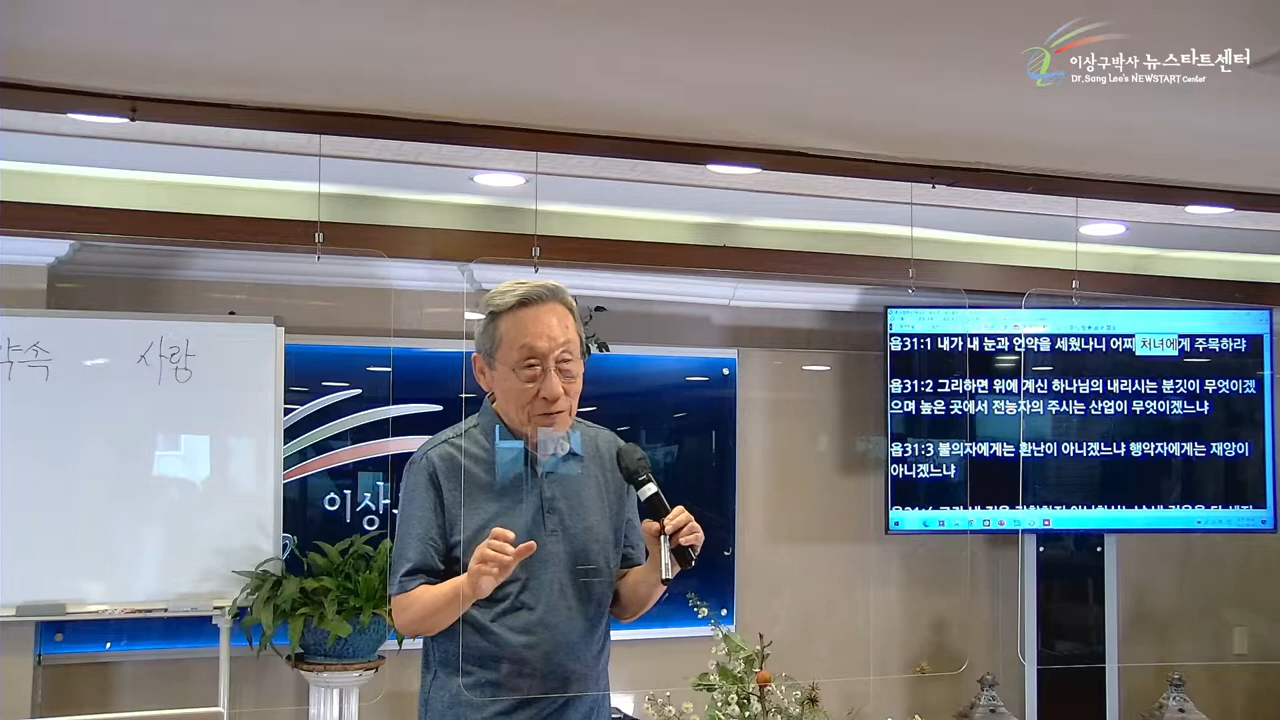 이상구박사 뉴스타트센터
Dr. Sang Lee's NEWSTART Center
약속 사랑
이상
욥31:1 내가 내 눈과 언약을 세웠나니 어찌 처녀에게 주목하랴
욥31:2 그리하면 위에 계신 하나님의 내리시는 분깃이 무엇이겠
으며 높은 곳에서 전능자의 주시는 산업이 무엇이겠느냐
욥31:3 불의자에게는 환난이 아니겠느냐 행악자에게는 재앙이
아니겠느냐